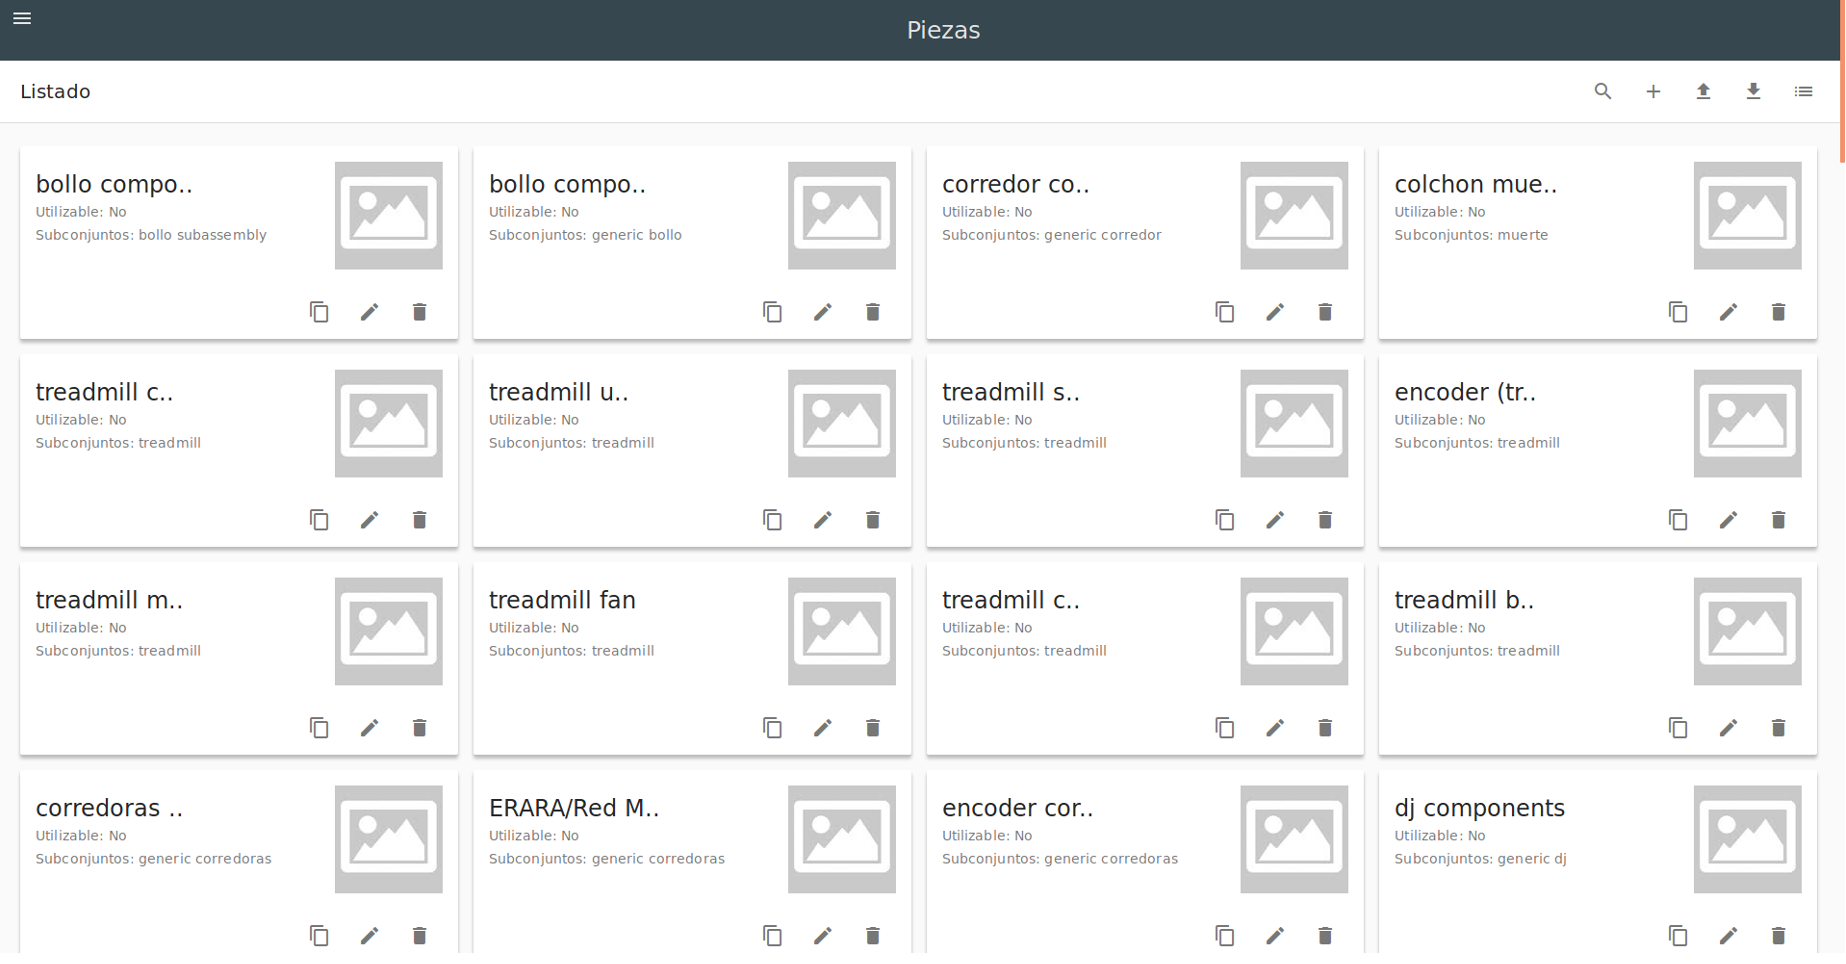 Piezas
Listado
bollo compo..
Utilizable: No
Subconjuntos: bollo subassembly
bollo compo..
Utilizable: No
Subconjuntos: generic bollo
corredor co..
Utilizable: No
Subconjuntos: generic corredor
colchon mue..
Utilizable: No
Subconjuntos: muerte
treadmill c..
Utilizable: No
Subconjuntos: treadmill
treadmill u..
Utilizable: No
Subconjuntos: treadmill
treadmill s..
Utilizable: No
Subconjuntos: treadmill
encoder (tr..
Utilizable: No
Subconjuntos: treadmill
treadmill m..
Utilizable: No
Subconjuntos: treadmill
treadmill fan
Utilizable: No
Subconjuntos: treadmill
treadmill c..
Utilizable: No
Subconjuntos: treadmill
treadmill b..
Utilizable: No
Subconjuntos: treadmill
corredoras ..
Utilizable: No
Subconjuntos: generic corredoras
ERARA/Red M..
Utilizable: No
Subconjuntos: generic corredoras
encoder cor..
Utilizable: No
Subconjuntos: generic corredoras
dj components
Utilizable: No
Subconjuntos: generic dj